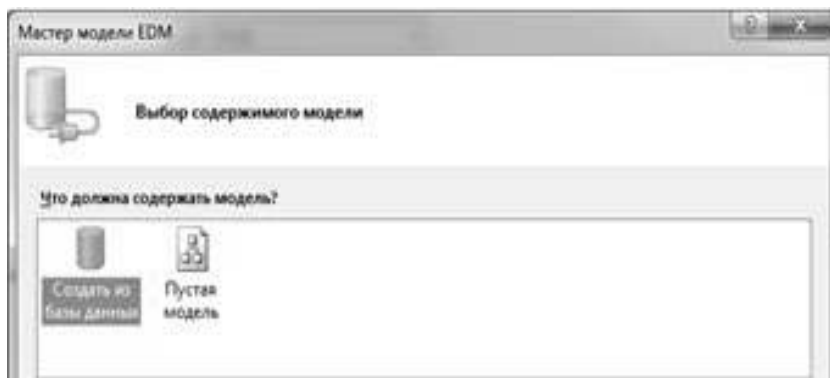 Мастер модели EDM
Выбор содержимого модели
Что должна содержать модель?
Создать из
базы данных
Пустая
модель